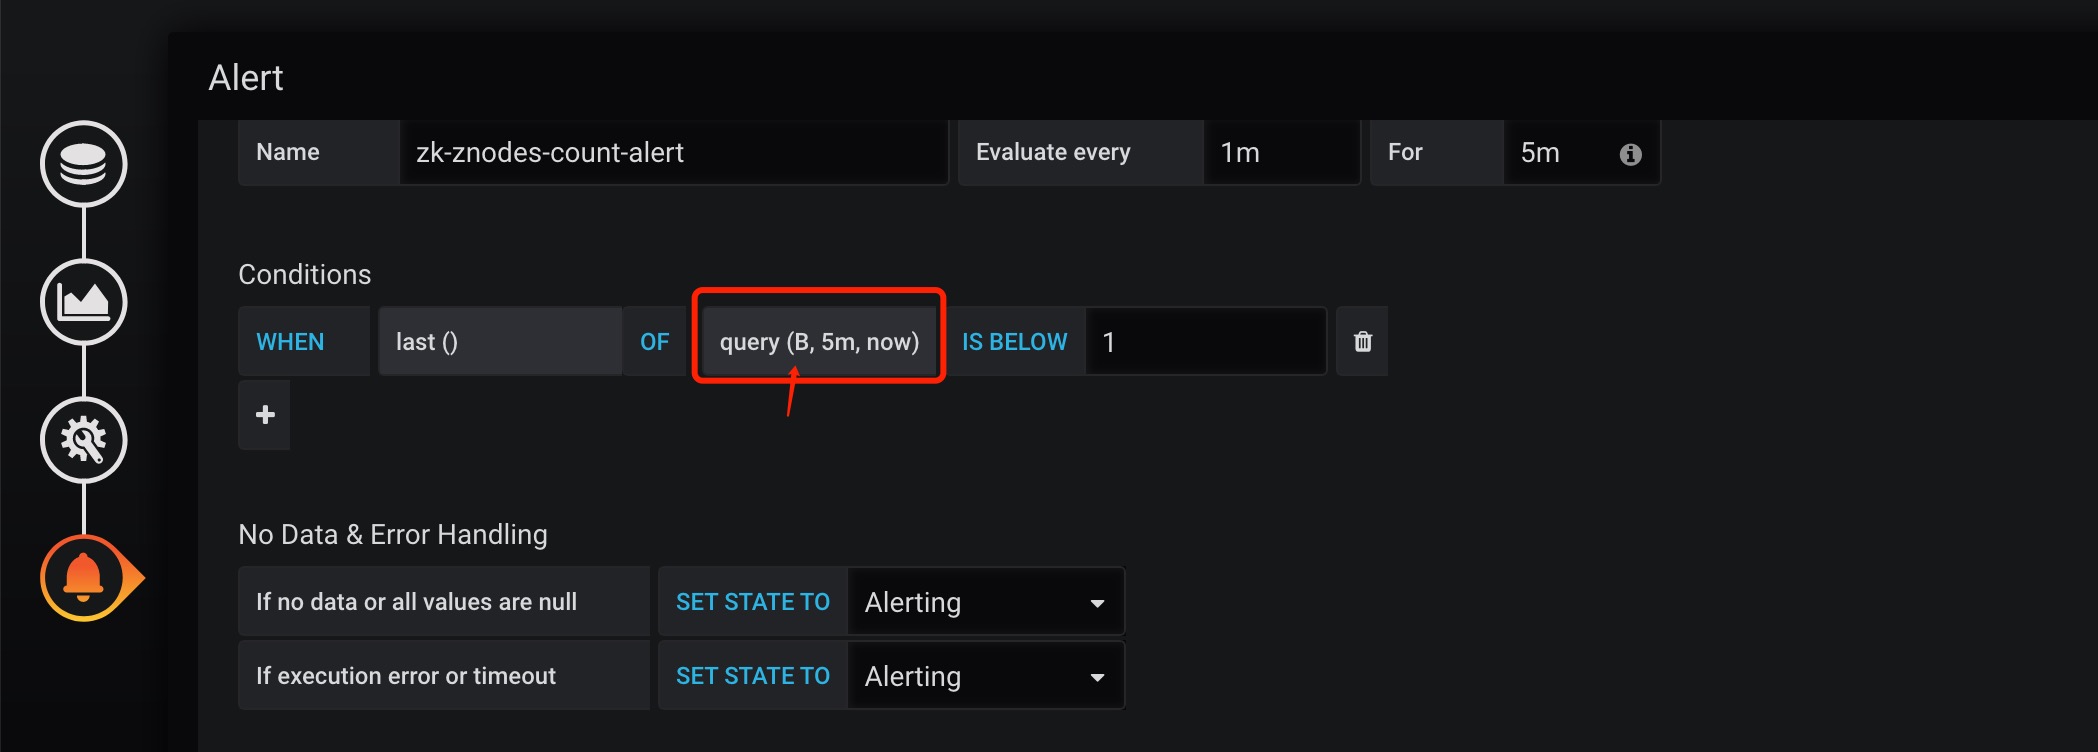 Alert
Name zk-znodes-count-alert Evaluate every 1m For 5m
Conditions
WHEN last () OF query (B, 5m, now) IS BELOW 1
+
No Data & Error Handling
If no data or all values are null SET STATE TO Alerting
If execution error or timeout SET STATE TO Alerting